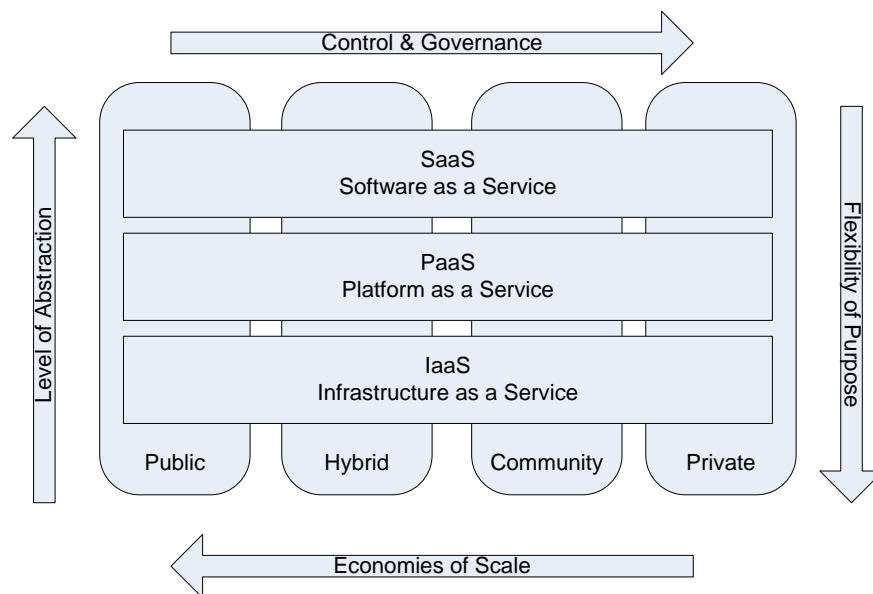 Control & Governance
Level of Abstraction
SaaS
Software as a Service
PaaS
Platform as a Service
IaaS
Infrastructure as a Service
Flexibility of Purpose
Public
Hybrid
Community
Private
Economies of Scale